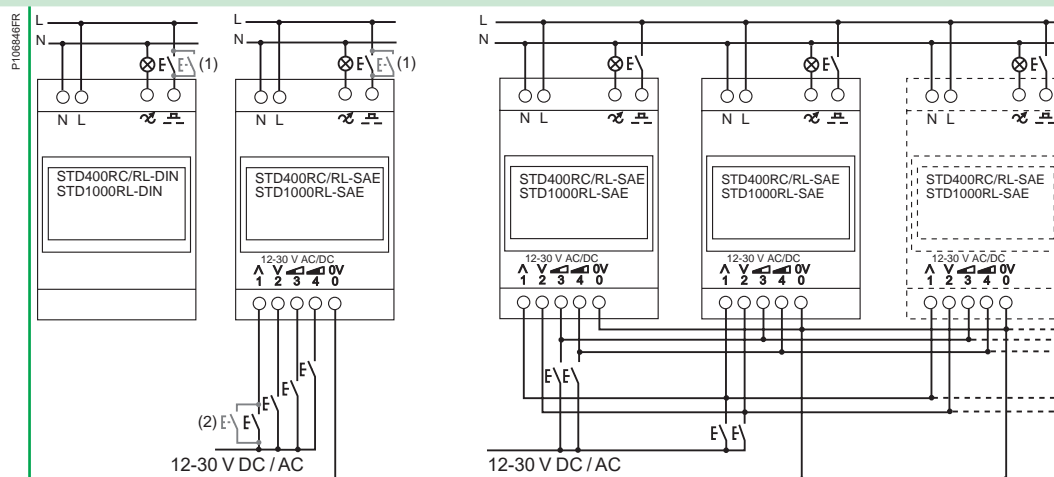 P106846FR
L
N
E E (1)
N L
STD400RC/RL-DIN
STD1000RL-DIN
L
N
E E (1)
N L
STD400RC/RL-SAE
STD1000RL-SAE
12-30 V AC/DC
0V
1 2 3 4 0
E
E
E
(2) E E
12-30 V DC / AC
L
N
E
N L
STD400RC/RL-SAE
STD1000RL-SAE
12-30 V AC/DC
0V
1 2 3 4 0
E
N L
STD400RC/RL-SAE
STD1000RL-SAE
12-30 V AC/DC
0V
1 2 3 4 0
E
N L
STD400RC/RL-SAE
STD1000RL-SAE
12-30 V AC/DC
0V
1 2 3 4 0
E E
E E
12-30 V DC / AC